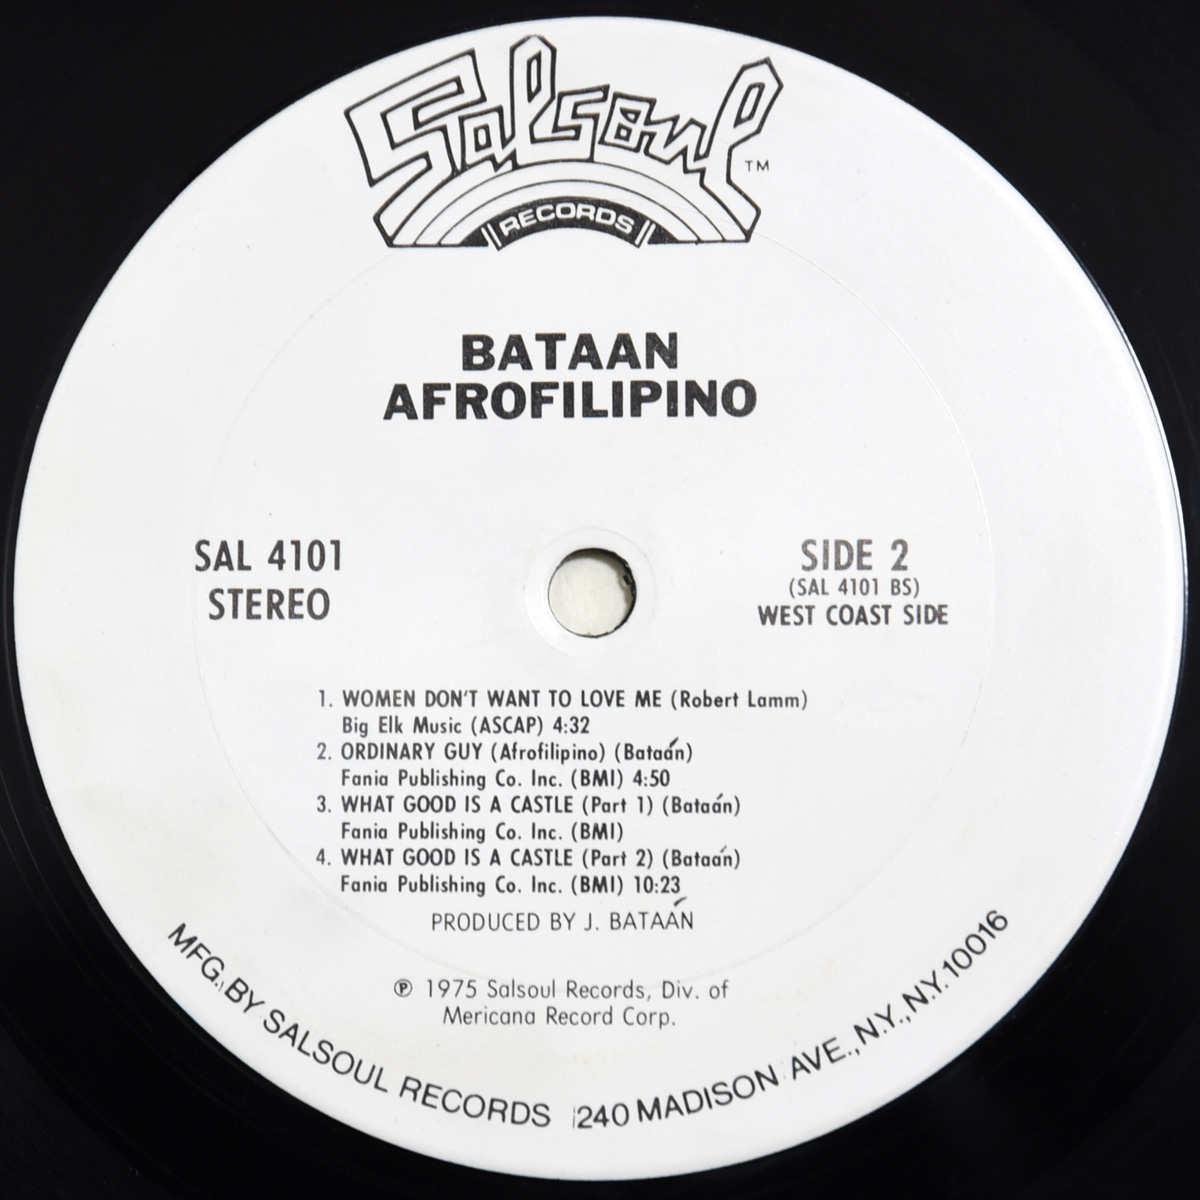 Salsoul
TM
RECORDS
BATAAN
AFROFILIPINO
SAL 4101
STEREO
SIDE 2
(SAL 4101 BS)
WEST COAST SIDE
1. WOMEN DON'T WANT TO LOVE ME (Robert Lamm)
Big Elk Music (ASCAP) 4:32
2. ORDINARY GUY (Afrofilipino) (Bataán)
Fania Publishing Co. Inc. (BMI) 4:50
3. WHAT GOOD IS A CASTLE (Part 1) (Bataán)
Fania Publishing Co. Inc. (BMI)
4. WHAT GOOD IS A CASTLE (Part 2) (Bataán)
Fania Publishing Co. Inc. (BMI) 10:23
PRODUCED BY J. BATAÁN
℗ 1975 Salsoul Records, Div. of
Mericana Record Corp.
MFG. BY SALSOUL RECORDS 240 MADISON AVE., N.Y., N.Y. 10016